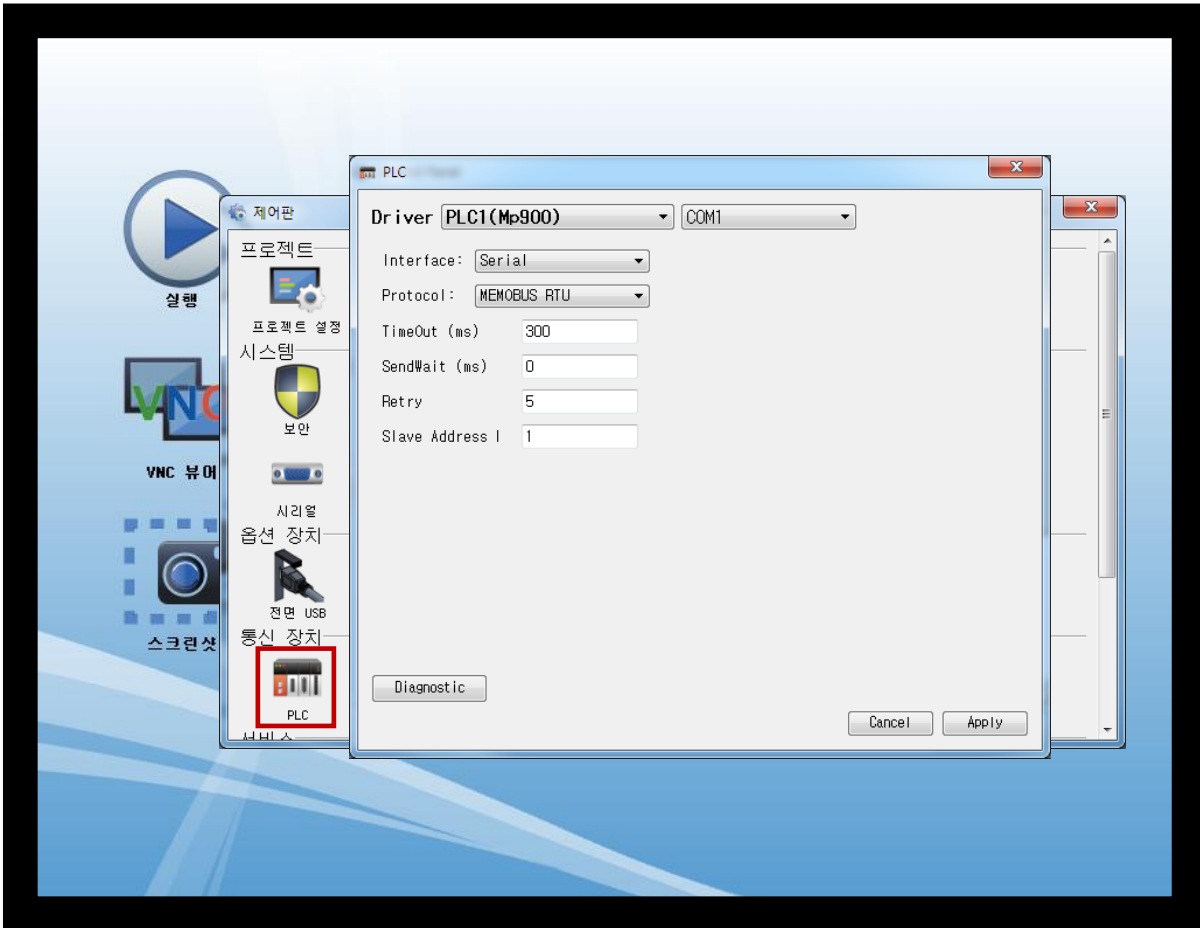 실행
VNC 뷰어
스크린샷
제어판
프로젝트
프로젝트 설정
시스템
보안
시리얼
옵션 장치
전면 USB
통신 장치
PLC
서비스
PLC
Driver PLC1(Mp900) COM1
Interface: Serial
Protocol: MEMOBUS RTU
TimeOut (ms) 300
SendWait (ms) 0
Retry 5
Slave Address I 1
Diagnostic
Cancel Apply